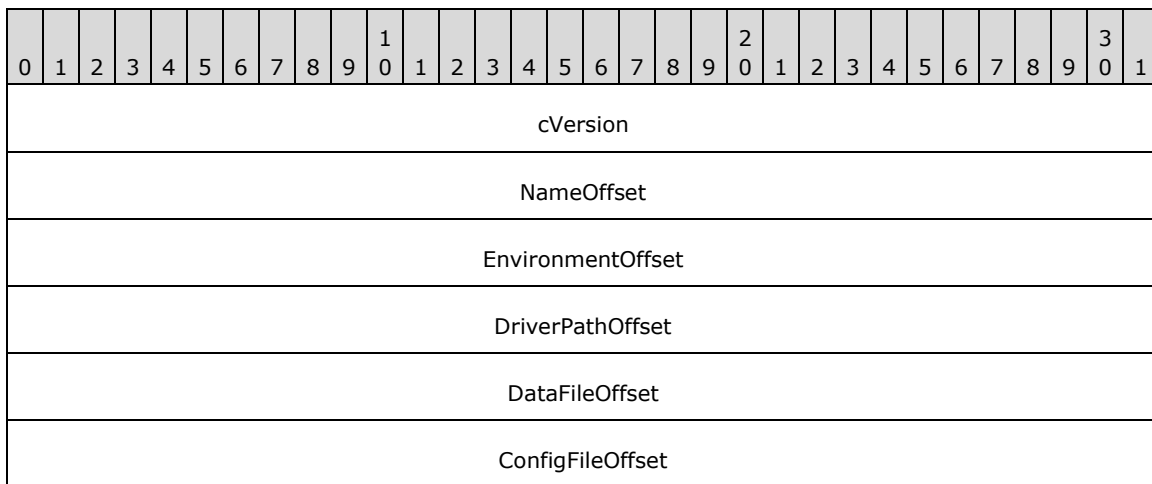 1 2 3
0 1 2 3 4 5 6 7 8 9 0 1 2 3 4 5 6 7 8 9 0 1 2 3 4 5 6 7 8 9 0 1
cVersion
NameOffset
EnvironmentOffset
DriverPathOffset
DataFileOffset
ConfigFileOffset